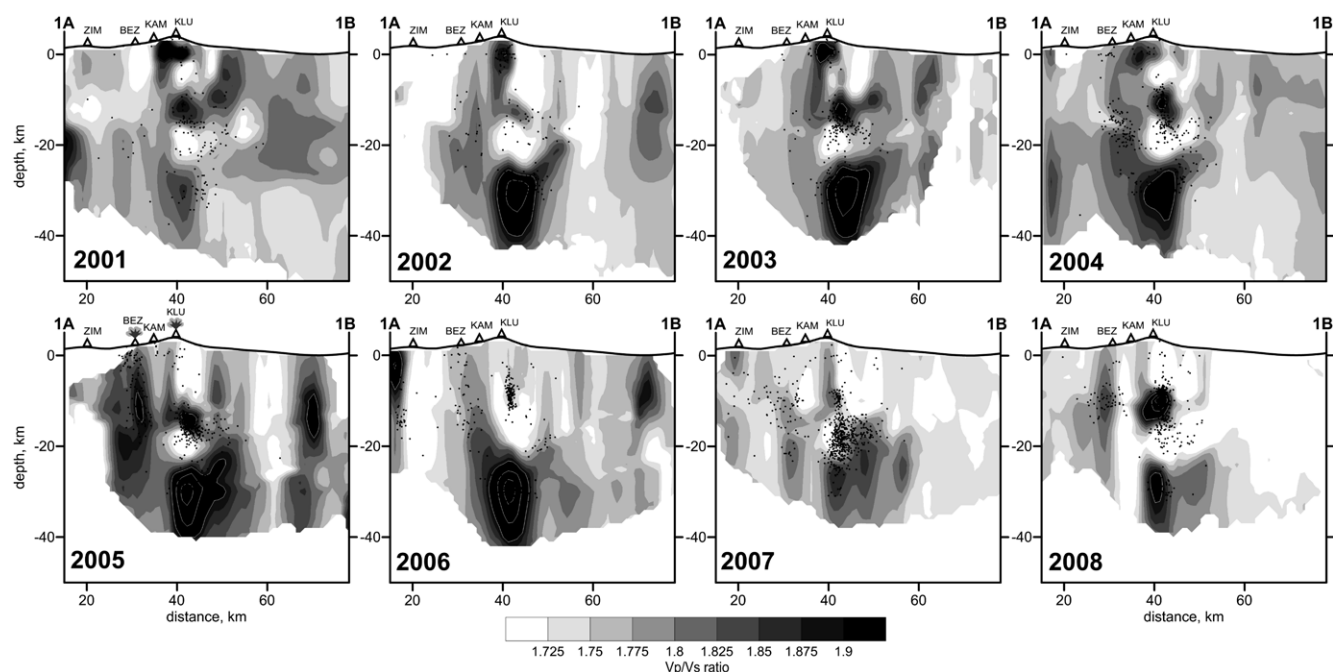 1A ZIM BEZ KAM KLU 1B
1A ZIM BEZ KAM KLU 1B
1A ZIM BEZ KAM KLU 1B
1A ZIM BEZ KAM KLU 1B
0 0 0 0
-20 -20 -20 -20
-40 -40 -40 -40
depth, km
2001 2002 2003 2004
20 40 60 20 40 60 20 40 60 20 40 60
1A ZIM BEZ KAM KLU 1B
1A ZIM BEZ KAM KLU 1B
1A ZIM BEZ KAM KLU 1B
1A ZIM BEZ KAM KLU 1B
0 0 0 0
-20 -20 -20 -20
-40 -40 -40 -40
depth, km
2005 2006 2007 2008
20 40 60 20 40 60 20 40 60 20 40 60
distance, km distance, km
1.725 1.75 1.775 1.8 1.825 1.85 1.875 1.9
Vp/Vs ratio